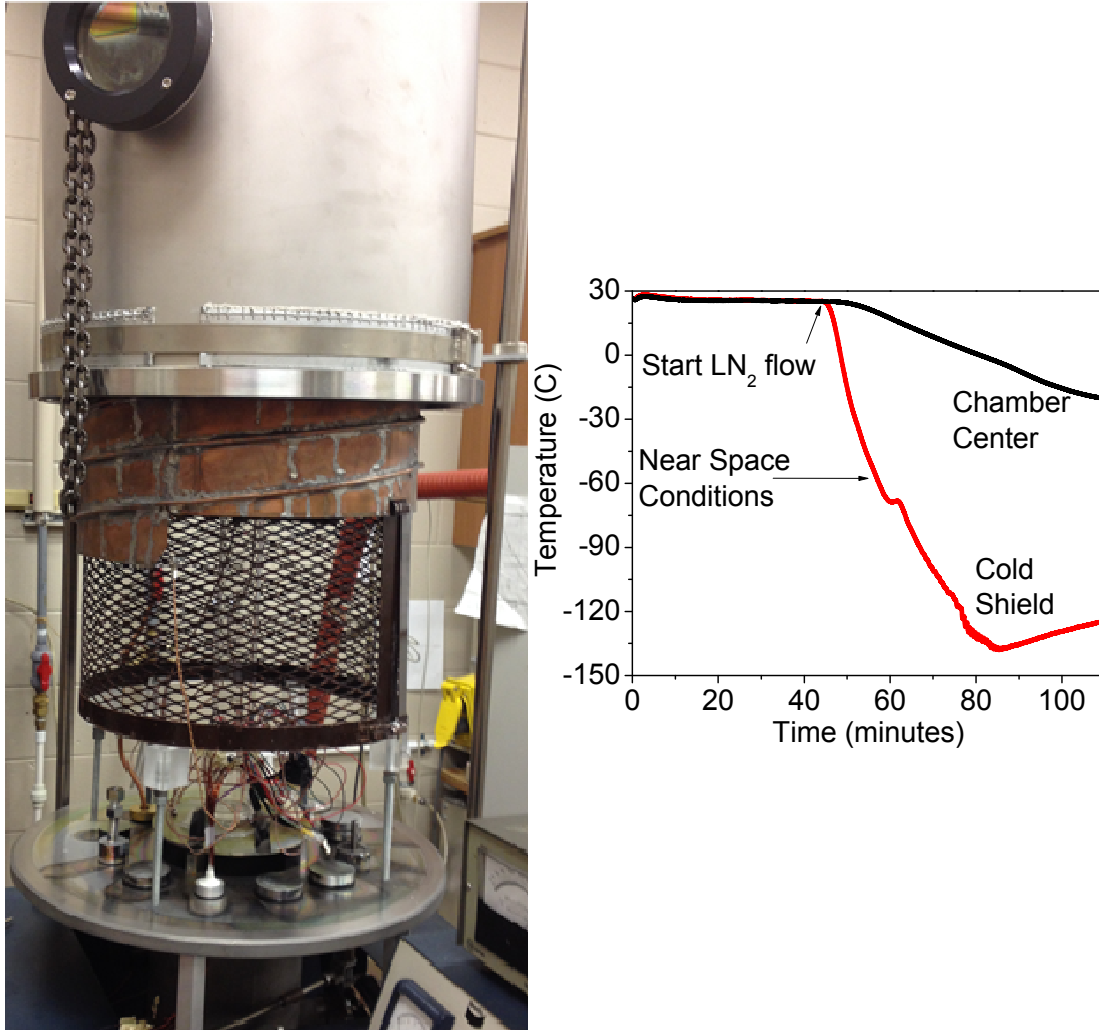 30
0
-30
-60
-90
-120
-150
Temperature (C)
Start LN₂ flow
Near Space
Conditions
Chamber
Center
Cold
Shield
0 20 40 60 80 100
Time (minutes)